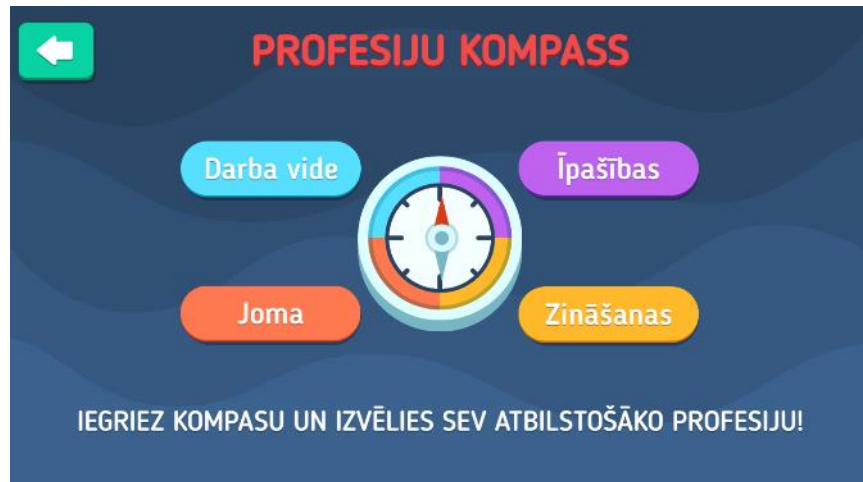 PROFESIJU KOMPASS
Darba vide
Īpašības
Joma
Zināšanas
IEGRIEZ KOMPASU UN IZVĒLIES SEV ATBILSTOŠĀKO PROFESIJU!